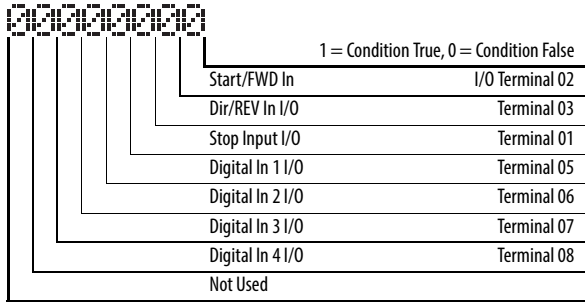 00000000
1 = Condition True, 0 = Condition False
Start/FWD In I/O Terminal 02
Dir/REV In I/O Terminal 03
Stop Input I/O Terminal 01
Digital In 1 I/O Terminal 05
Digital In 2 I/O Terminal 06
Digital In 3 I/O Terminal 07
Digital In 4 I/O Terminal 08
Not Used